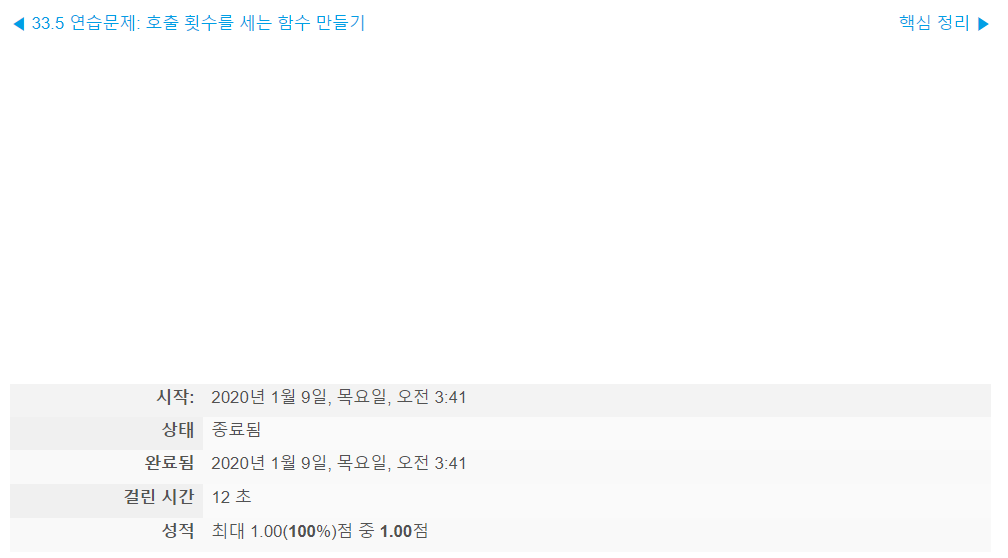 ◀ 33.5 연습문제: 호출 횟수를 세는 함수 만들기
핵심 정리 ▶
시작: 2020년 1월 9일, 목요일, 오전 3:41
상태 종료됨
완료됨 2020년 1월 9일, 목요일, 오전 3:41
걸린 시간 12 초
성적 최대 1.00(100%)점 중 1.00점